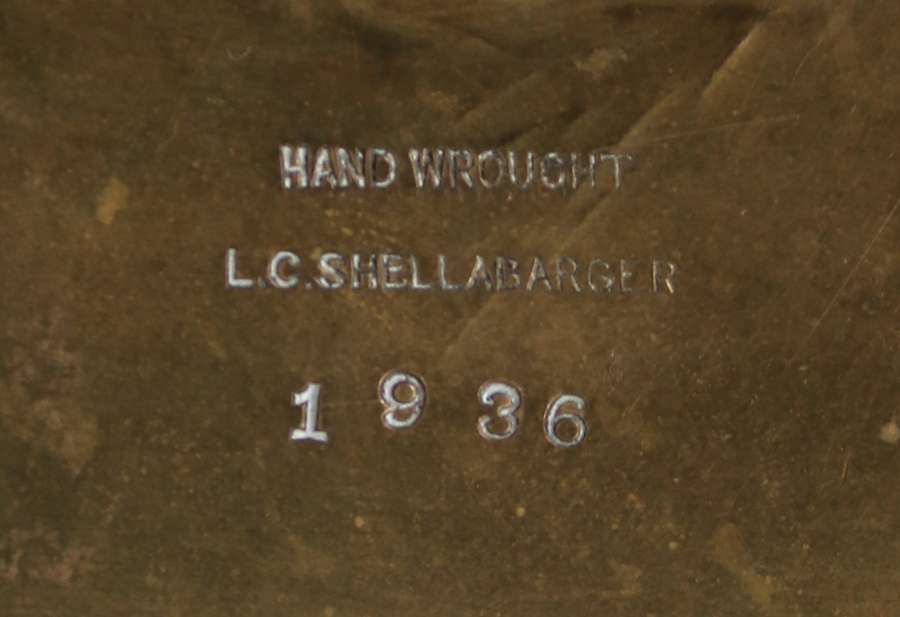 HAND WROUGHT
L.C.SHELLABARGER
1936